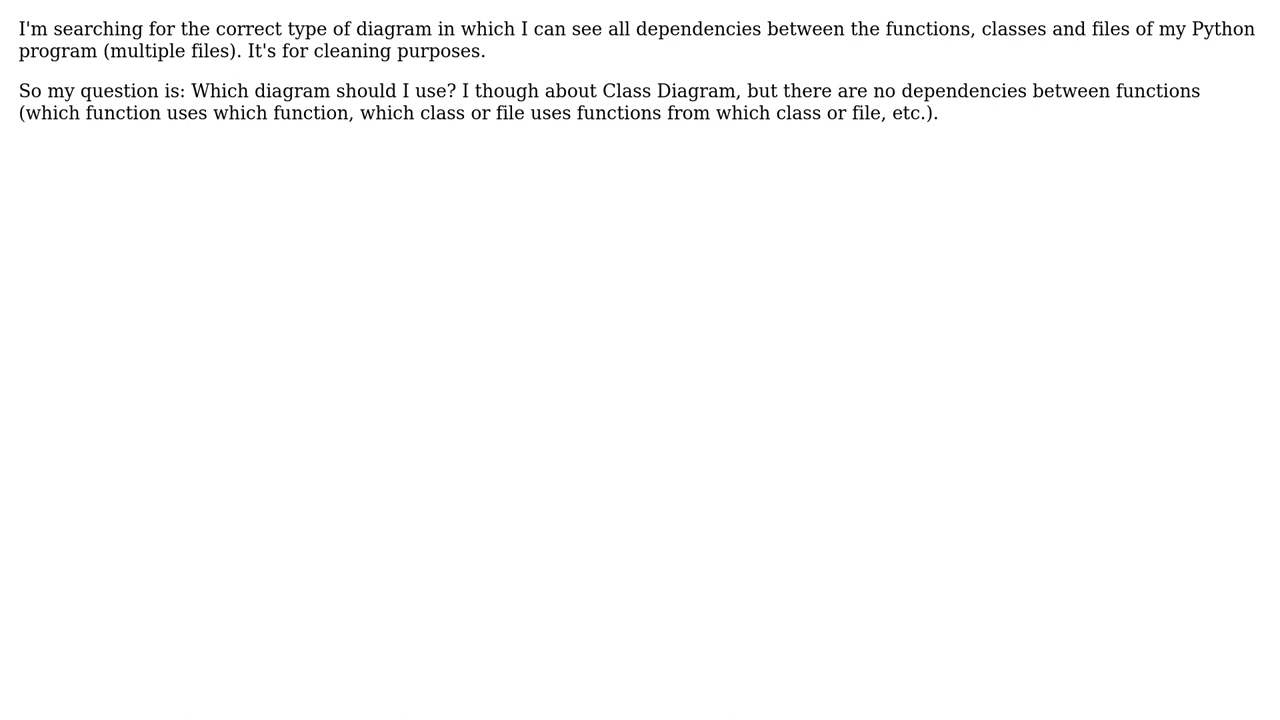 I'm searching for the correct type of diagram in which I can see all dependencies between the functions, classes and files of my Python
program (multiple files). It's for cleaning purposes.
So my question is: Which diagram should I use? I though about Class Diagram, but there are no dependencies between functions
(which function uses which function, which class or file uses functions from which class or file, etc.).